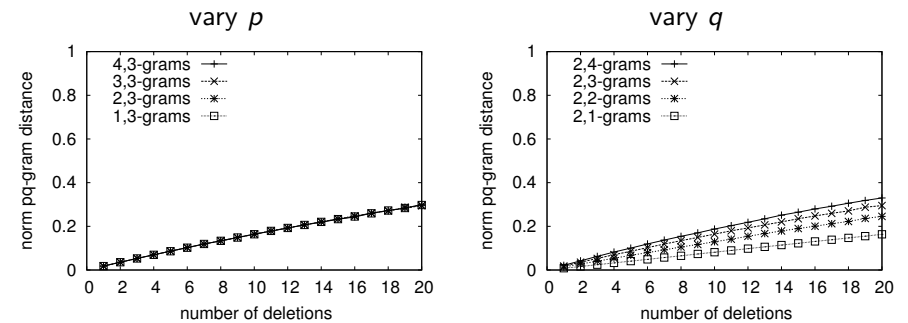 vary p
1
0.8
0.6
0.4
0.2
0
norm pq-gram distance
4,3-grams
3,3-grams
2,3-grams
1,3-grams
0 2 4 6 8 10 12 14 16 18 20
number of deletions
vary q
1
0.8
0.6
0.4
0.2
0
norm pq-gram distance
2,4-grams
2,3-grams
2,2-grams
2,1-grams
0 2 4 6 8 10 12 14 16 18 20
number of deletions